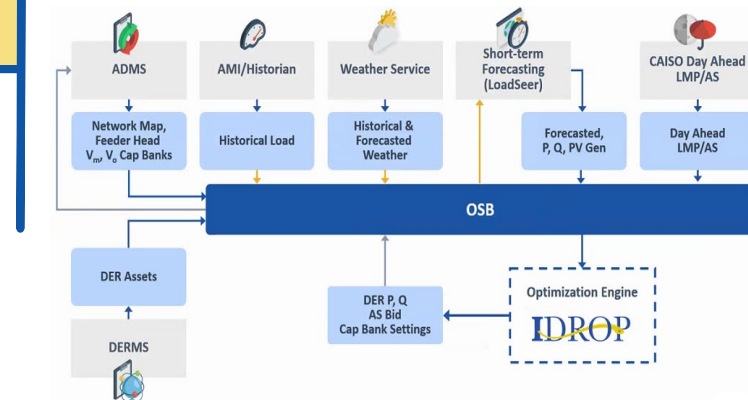 ADMS
AMI/Historian
Weather Service
Short-term
Forecasting
(LoadSeer)
CAISO Day Ahead
LMP/AS
Network Map,
Feeder Head
Vm, Vo Cap Banks
Historical Load
Historical &
Forecasted
Weather
Forecasted,
P, Q, PV Gen
Day Ahead
LMP/AS
OSB
DER Assets
DERMS
DER P, Q
AS Bid
Cap Bank Settings
Optimization Engine
IDROP